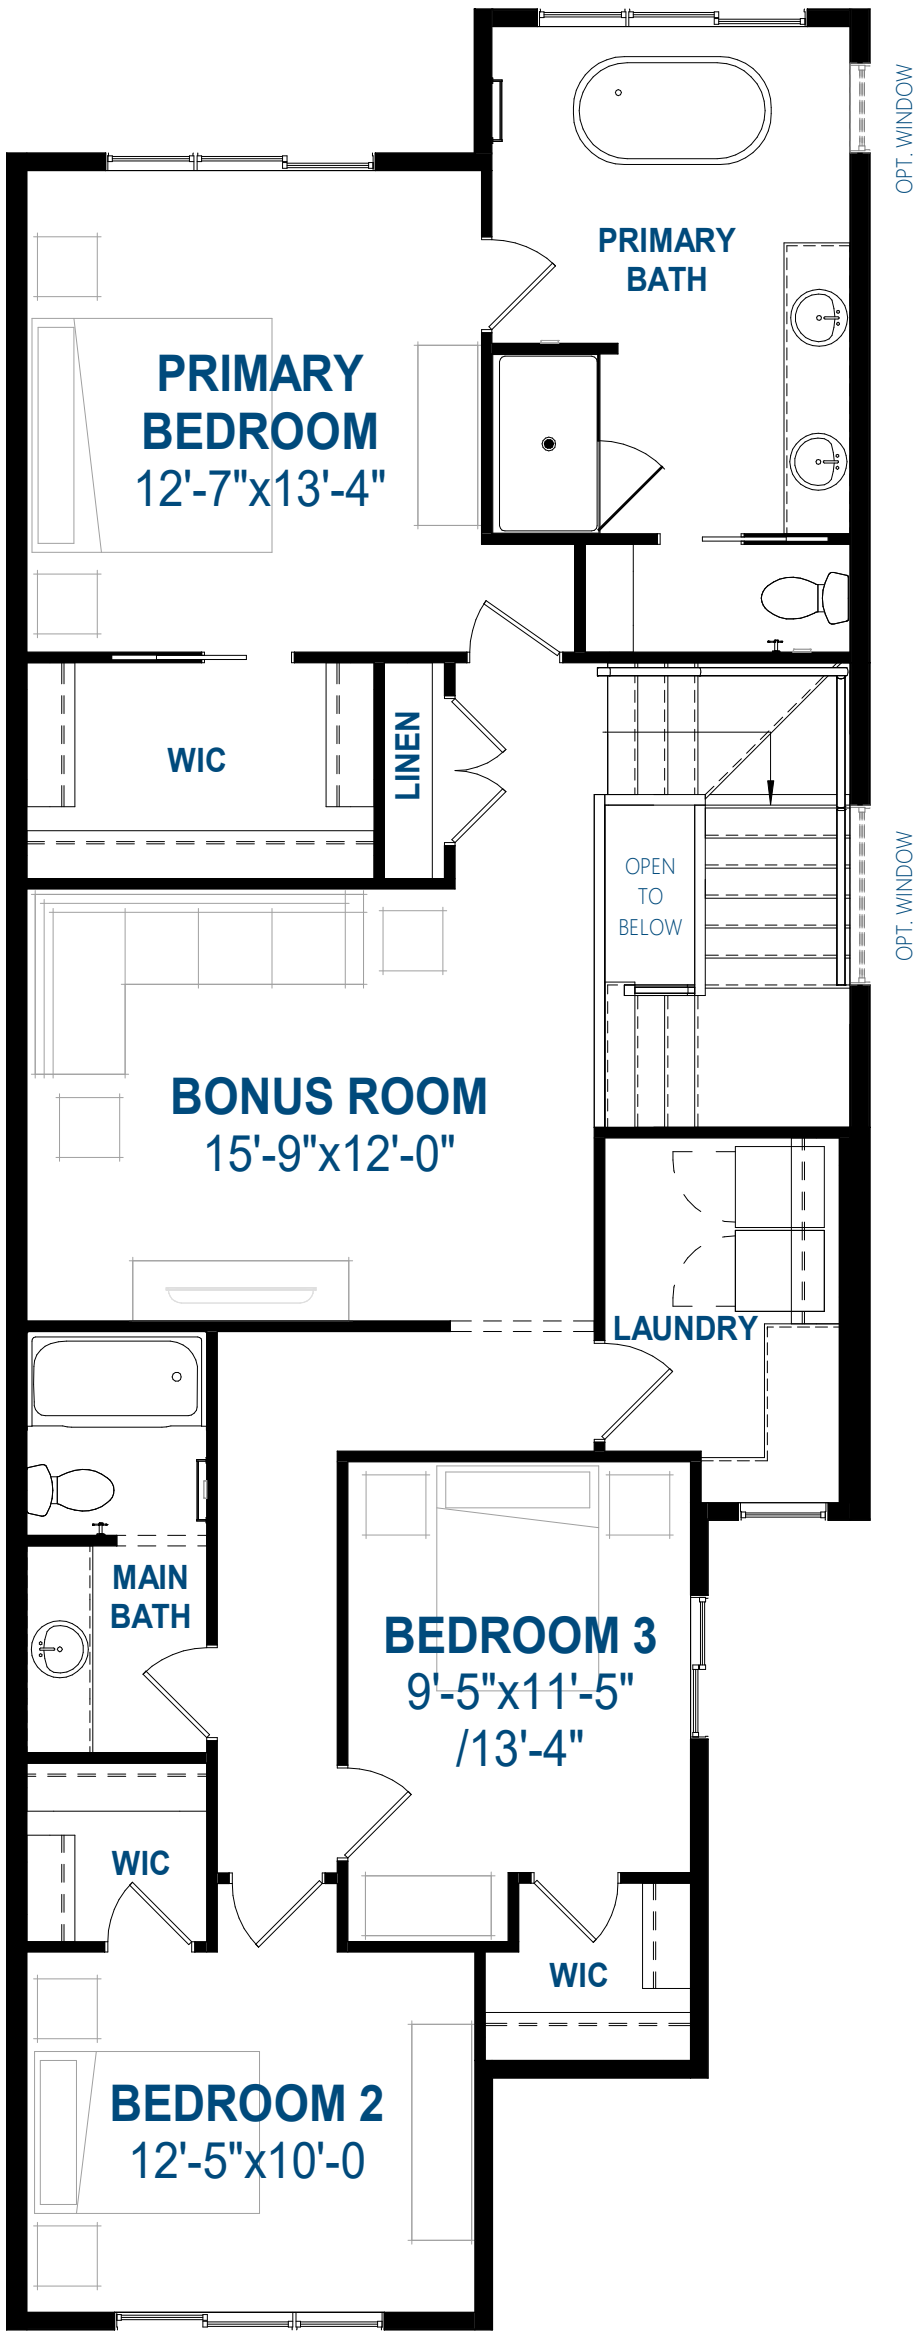 OPT. WINDOW
PRIMARY
BATH
PRIMARY
BEDROOM
12'-7"x13'-4"
WIC
LINEN
OPEN
TO
BELOW
OPT. WINDOW
BONUS ROOM
15'-9"x12'-0"
LAUNDRY
MAIN
BATH
BEDROOM 3
9'-5"x11'-5"
/13'-4"
WIC
WIC
BEDROOM 2
12'-5"x10'-0